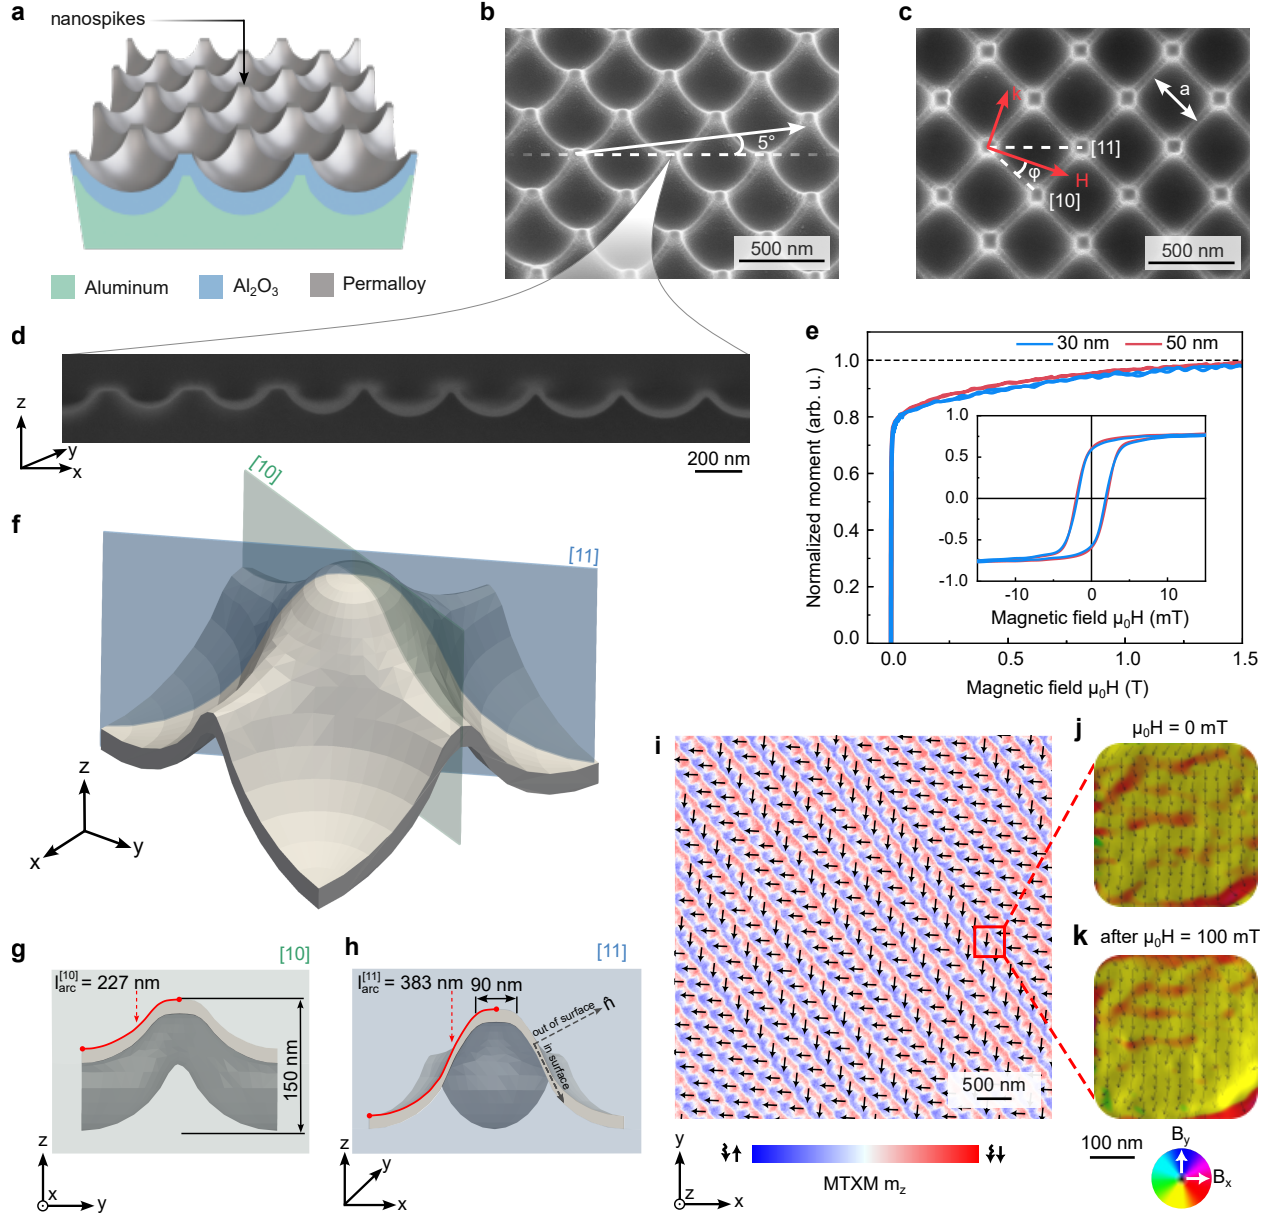 a
nanospikes
Aluminum
Al₂O₃
Permalloy
b
5°
500 nm
c
k
a
[11]
φ
H
[10]
500 nm
d
z
y
x
200 nm
e
30 nm
50 nm
Normalized moment (arb. u.)
1.0
0.8
0.6
0.4
0.2
0.0
0.0
0.5
1.0
1.5
Magnetic field μ₀H (T)
1.0
0.5
0.0
-0.5
-1.0
-10
0
10
Magnetic field μ₀H (mT)
f
[10]
[11]
z
x
y
g
[10]
l[10]arc = 227 nm
150 nm
z
x
y
h
[11]
l[11]arc = 383 nm
90 nm
out of surface
n̂
in surface
z
y
x
i
500 nm
y
z
x
MTXM mz
j
μ₀H = 0 mT
k
after μ₀H = 100 mT
100 nm
By
Bx